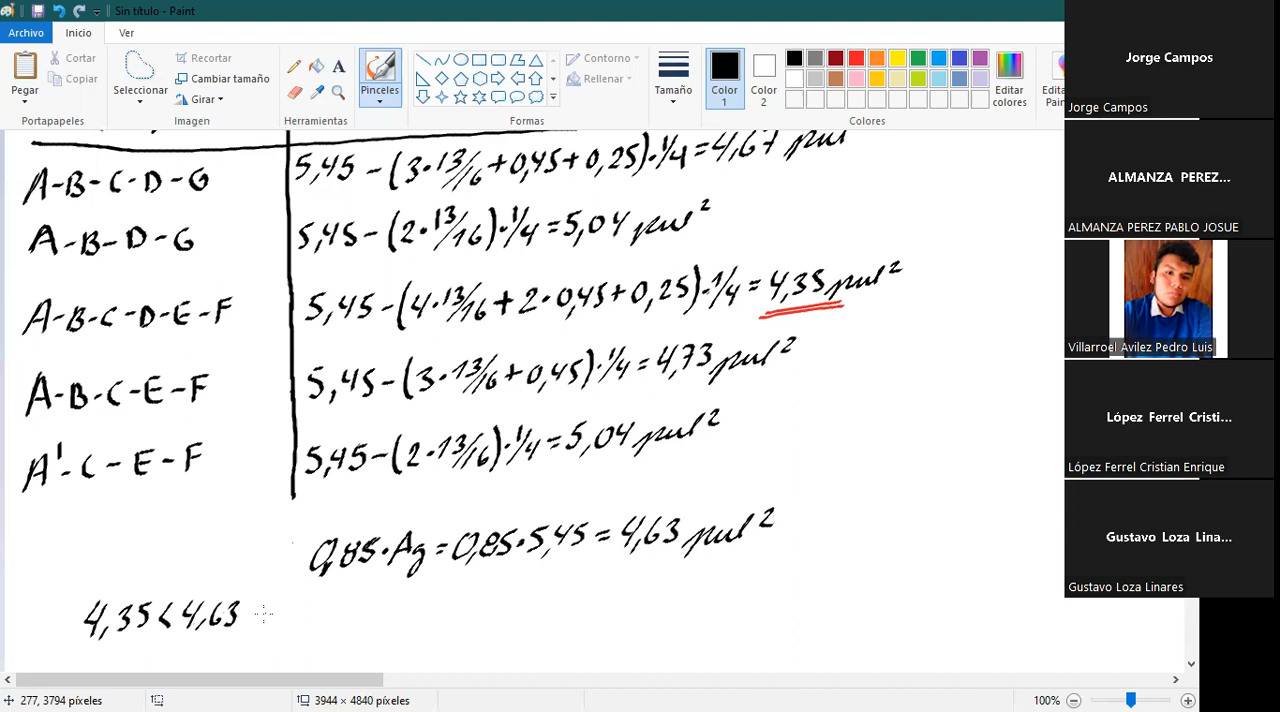 Sin título - Paint
Archivo Inicio Ver
Pegar
Cortar
Copiar
Portapapeles
Seleccionar
Recortar
Cambiar tamaño
Girar
Imagen
A
Herramientas
Pinceles
Contorno
Rellenar
Formas
Tamaño
Color 1
Color 2
Editar colores
Colores
A-B-C-D-G 5,45 - (3·13/16 + 0,45 + 0,25)·1/4 = 4,67 pul
A-B-D-G 5,45 - (2·13/16)·1/4 = 5,04 pul²
A-B-C-D-E-F 5,45 - (4·13/16 + 2·0,45 + 0,25)·1/4 = 4,35 pul²
A-B-C-E-F 5,45 - (3·13/16 + 0,45)·1/4 = 4,73 pul²
A'-C-E-F 5,45 - (2·13/16)·1/4 = 5,04 pul²
0,85·Ag = 0,85·5,45 = 4,63 pul²
4,35 < 4,63
277, 3794 píxeles
3944 × 4840 píxeles
100%
Jorge Campos
Jorge Campos
ALMANZA PEREZ...
ALMANZA PEREZ PABLO JOSUE
Villarroel Avilez Pedro Luis
López Ferrel Cristi...
López Ferrel Cristian Enrique
Gustavo Loza Lina...
Gustavo Loza Linares